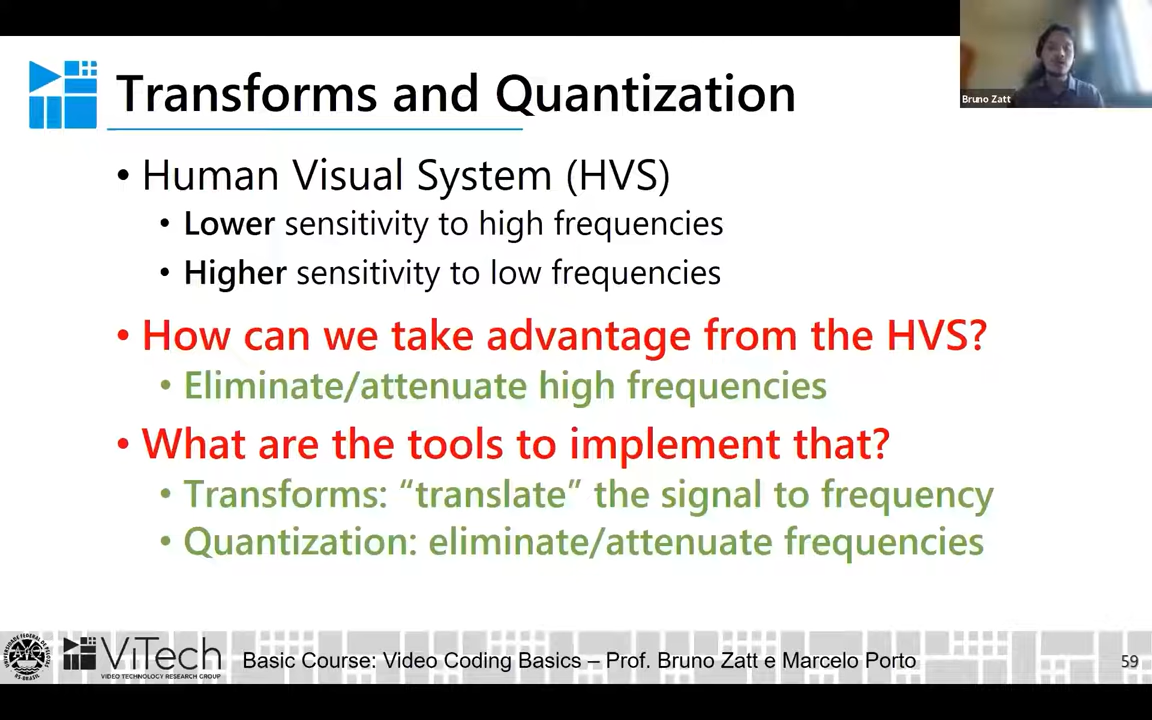 Transforms and Quantization
Bruno Zatt
• Human Visual System (HVS)
• Lower sensitivity to high frequencies
• Higher sensitivity to low frequencies
• How can we take advantage from the HVS?
• Eliminate/attenuate high frequencies
• What are the tools to implement that?
• Transforms: “translate” the signal to frequency
• Quantization: eliminate/attenuate frequencies
ViTech
VIDEO TECHNOLOGY RESEARCH GROUP
Basic Course: Video Coding Basics – Prof. Bruno Zatt e Marcelo Porto
59